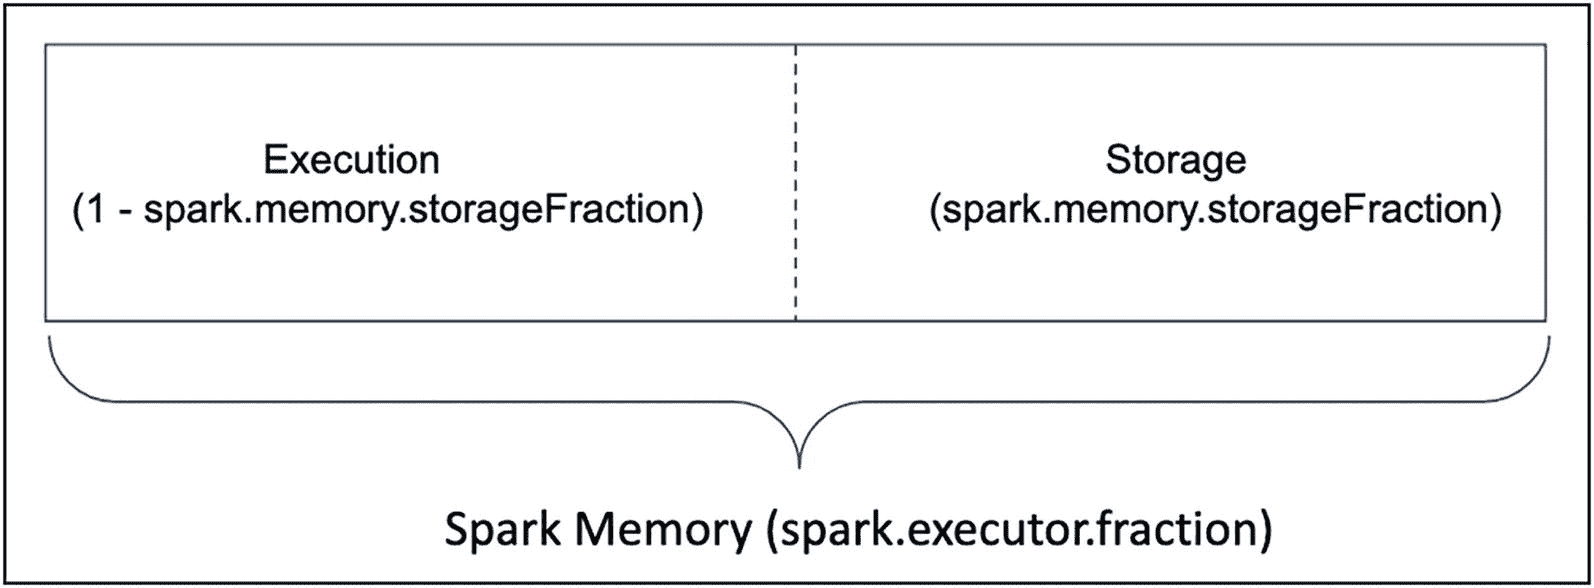 Execution
(1 - spark.memory.storageFraction)
Storage
(spark.memory.storageFraction)
Spark Memory (spark.executor.fraction)